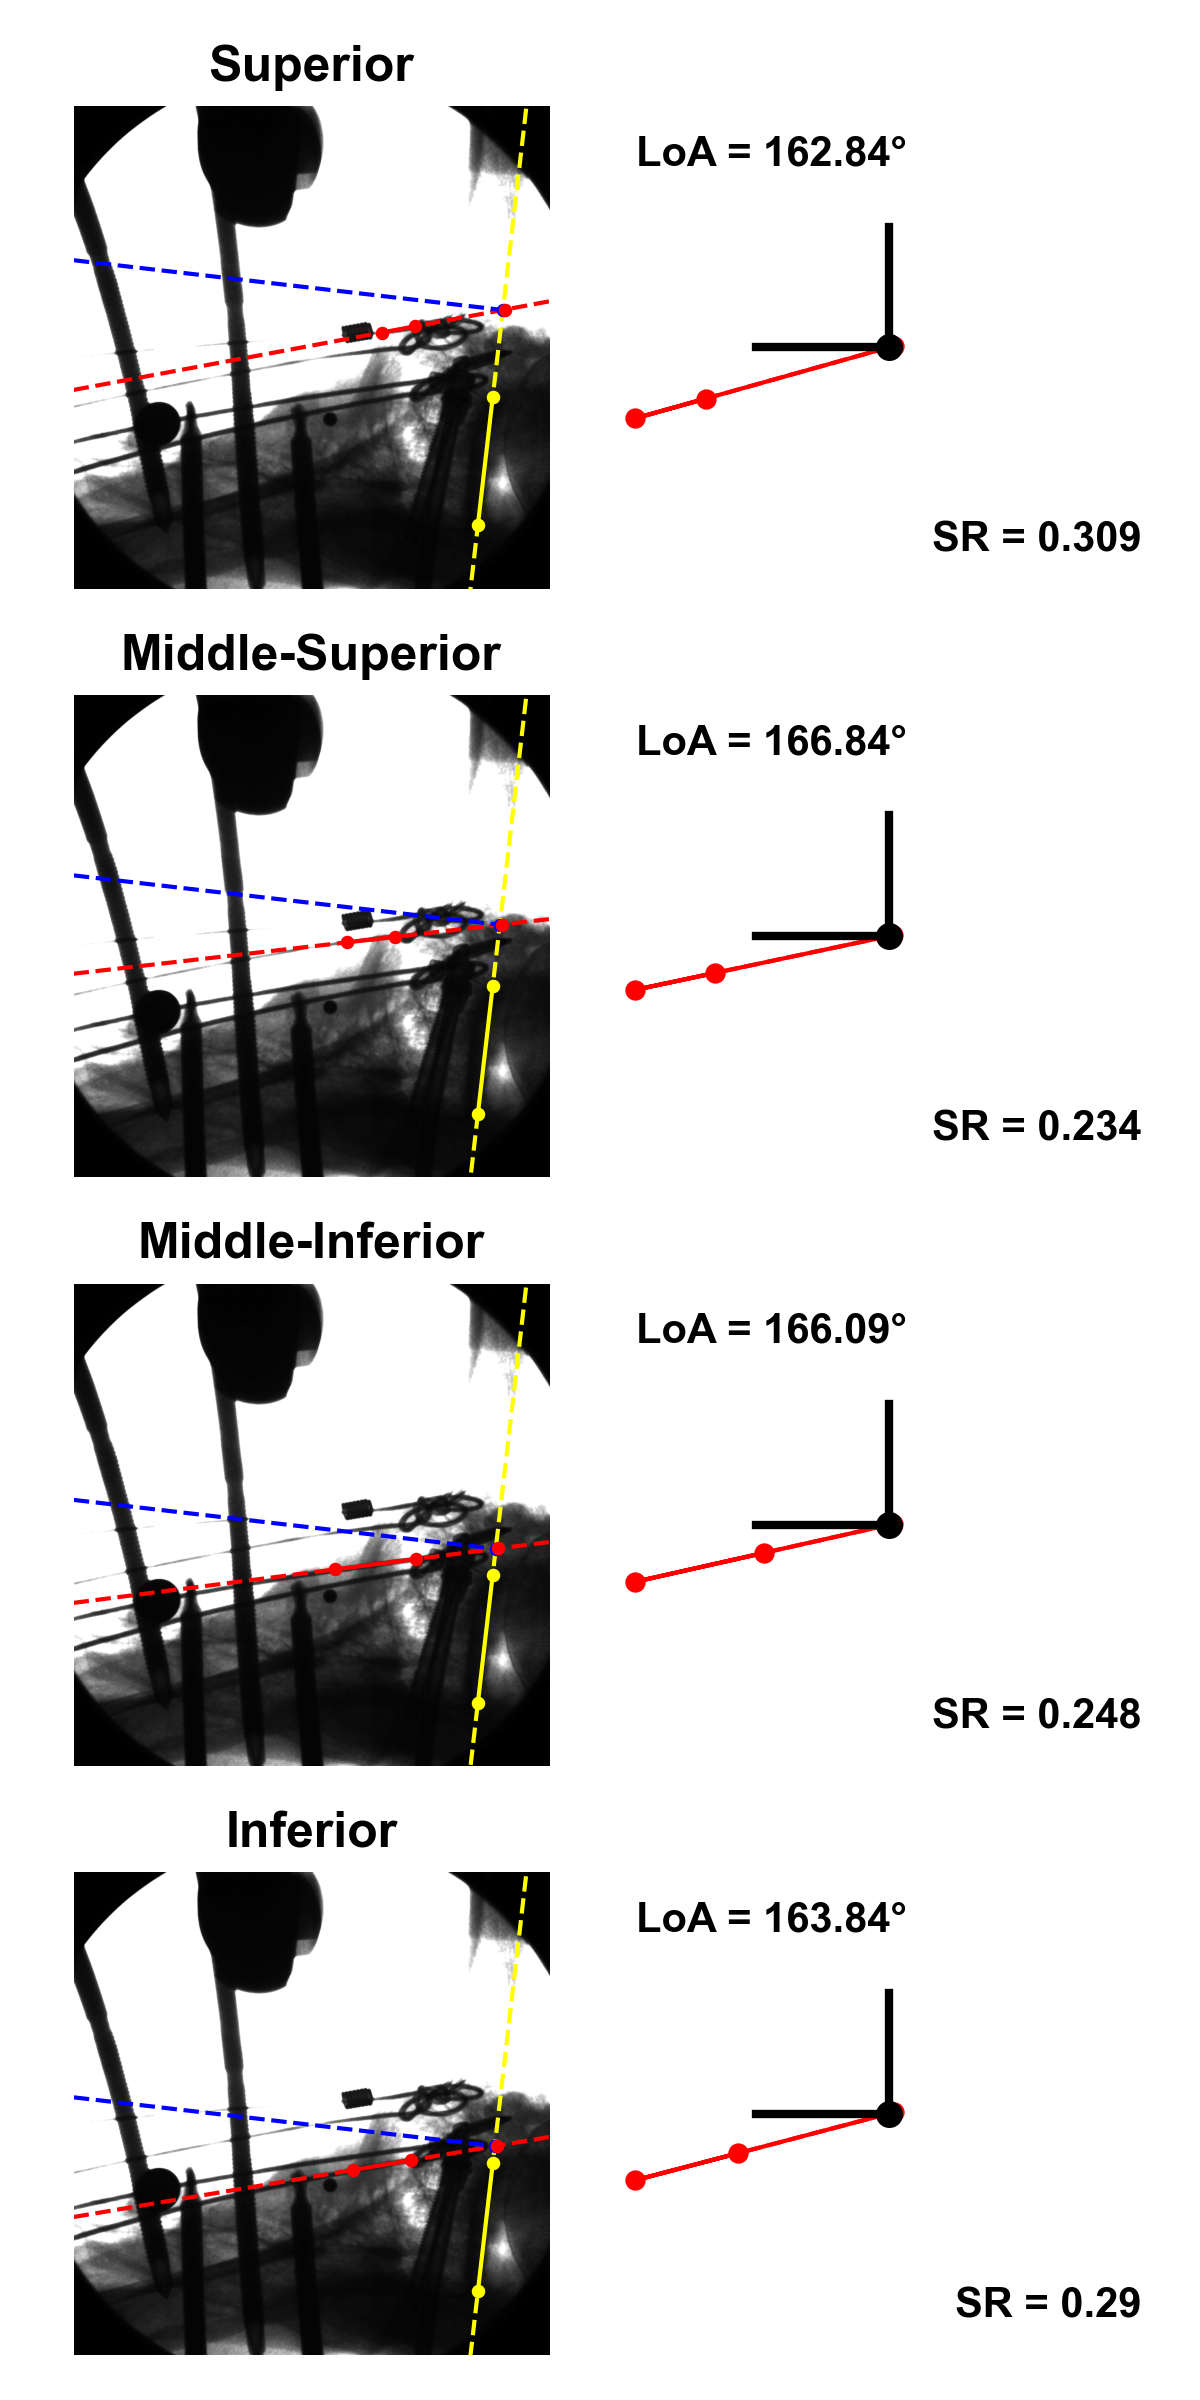 Superior
LoA = 162.84°
SR = 0.309
Middle-Superior
LoA = 166.84°
SR = 0.234
Middle-Inferior
LoA = 166.09°
SR = 0.248
Inferior
LoA = 163.84°
SR = 0.29